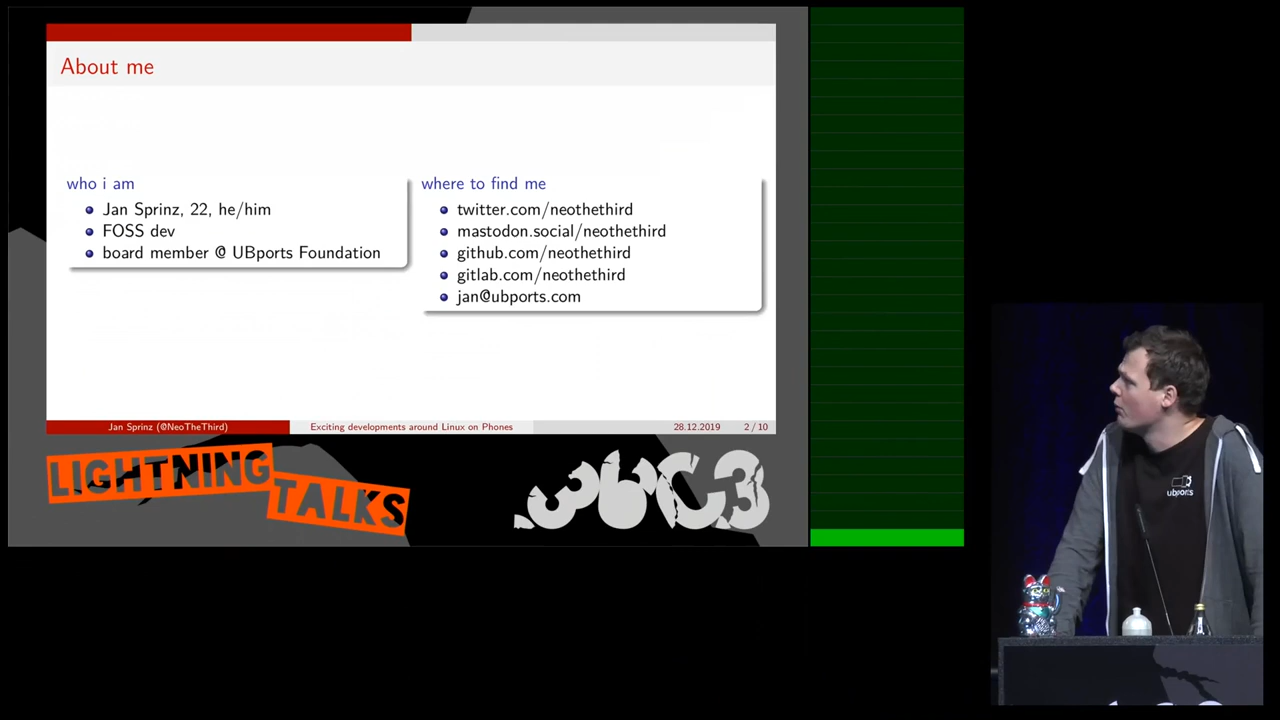 About me
who i am
Jan Sprinz, 22, he/him
FOSS dev
board member @ UBports Foundation
where to find me
twitter.com/neothethird
mastodon.social/neothethird
github.com/neothethird
gitlab.com/neothethird
jan@ubports.com
Jan Sprinz (@NeoTheThird)
Exciting developments around Linux on Phones
28.12.2019
2 / 10
LIGHTNING
TALKS
36C3
ubports